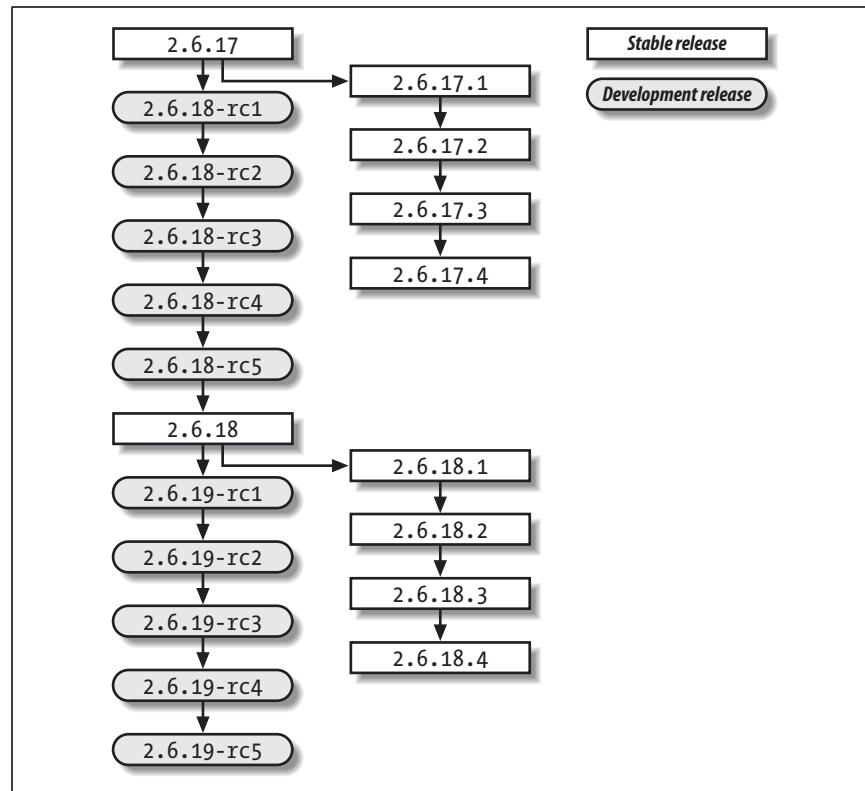 2.6.17
Stable release
2.6.17.1
Development release
2.6.18-rc1
2.6.17.2
2.6.18-rc2
2.6.17.3
2.6.18-rc3
2.6.17.4
2.6.18-rc4
2.6.18-rc5
2.6.18
2.6.18.1
2.6.19-rc1
2.6.18.2
2.6.19-rc2
2.6.18.3
2.6.19-rc3
2.6.18.4
2.6.19-rc4
2.6.19-rc5